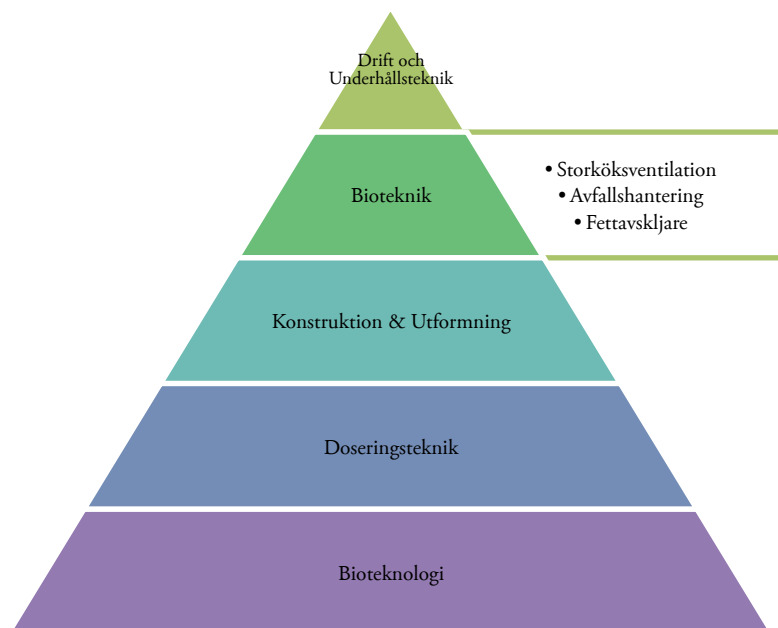 Drift och
Underhållsteknik
Bioteknik
• Storköksventilation
• Avfallshantering
• Fettavskljare
Konstruktion & Utformning
Doseringsteknik
Bioteknologi